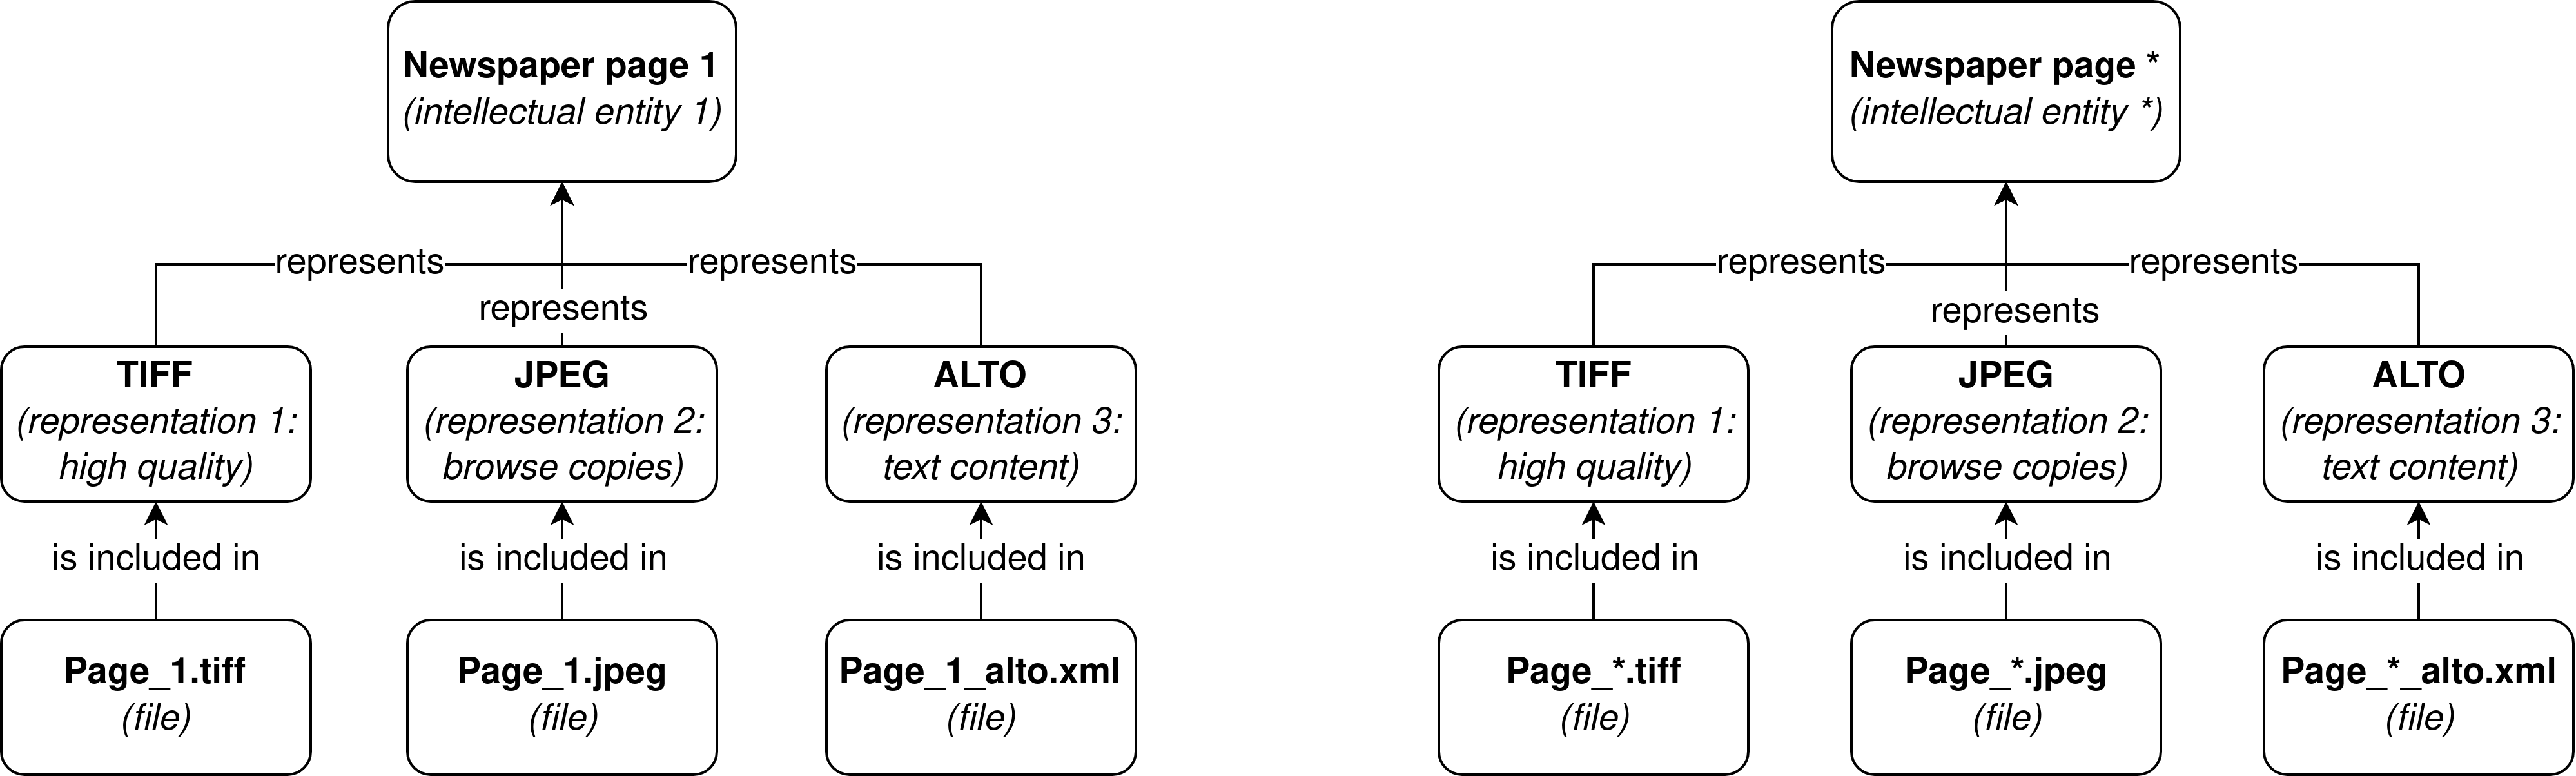 Newspaper page 1
(intellectual entity 1)
represents
represents
represents
TIFF
(representation 1:
high quality)
JPEG
(representation 2:
browse copies)
ALTO
(representation 3:
text content)
is included in
is included in
is included in
Page_1.tiff
(file)
Page_1.jpeg
(file)
Page_1_alto.xml
(file)
Newspaper page *
(intellectual entity *)
represents
represents
represents
TIFF
(representation 1:
high quality)
JPEG
(representation 2:
browse copies)
ALTO
(representation 3:
text content)
is included in
is included in
is included in
Page_*.tiff
(file)
Page_*.jpeg
(file)
Page_*_alto.xml
(file)